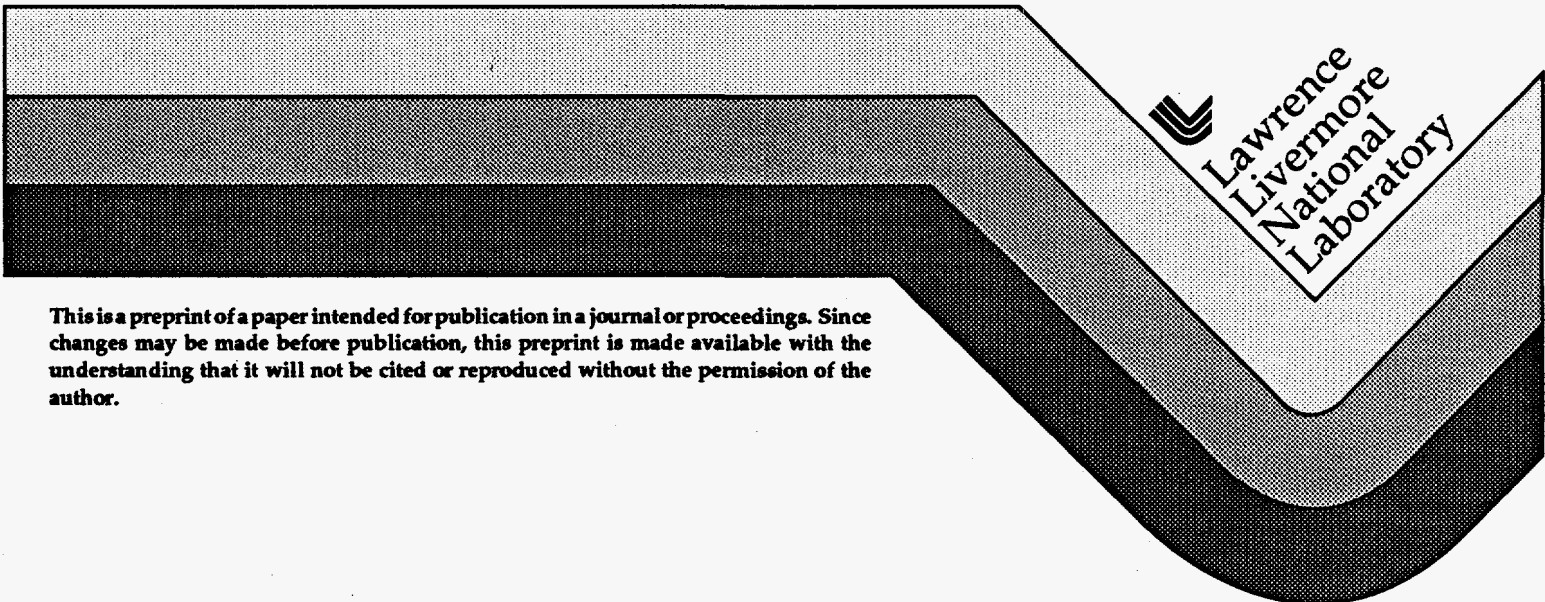 Lawrence
Livermore
National
Laboratory
This is a preprint of a paper intended for publication in a journal or proceedings. Since
changes may be made before publication, this preprint is made available with the
understanding that it will not be cited or reproduced without the permission of the
author.